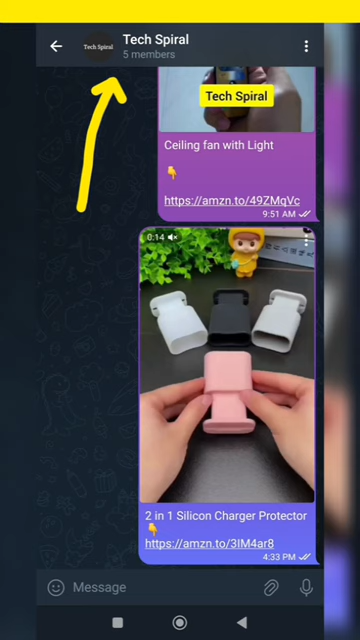 Tech Spiral
Tech Spiral
5 members
Tech Spiral
Ceiling fan with Light
👇
https://amzn.to/49ZMqVc
9:51 AM
0:14
2 in 1 Silicon Charger Protector
👇
https://amzn.to/3IM4ar8
4:33 PM
Message